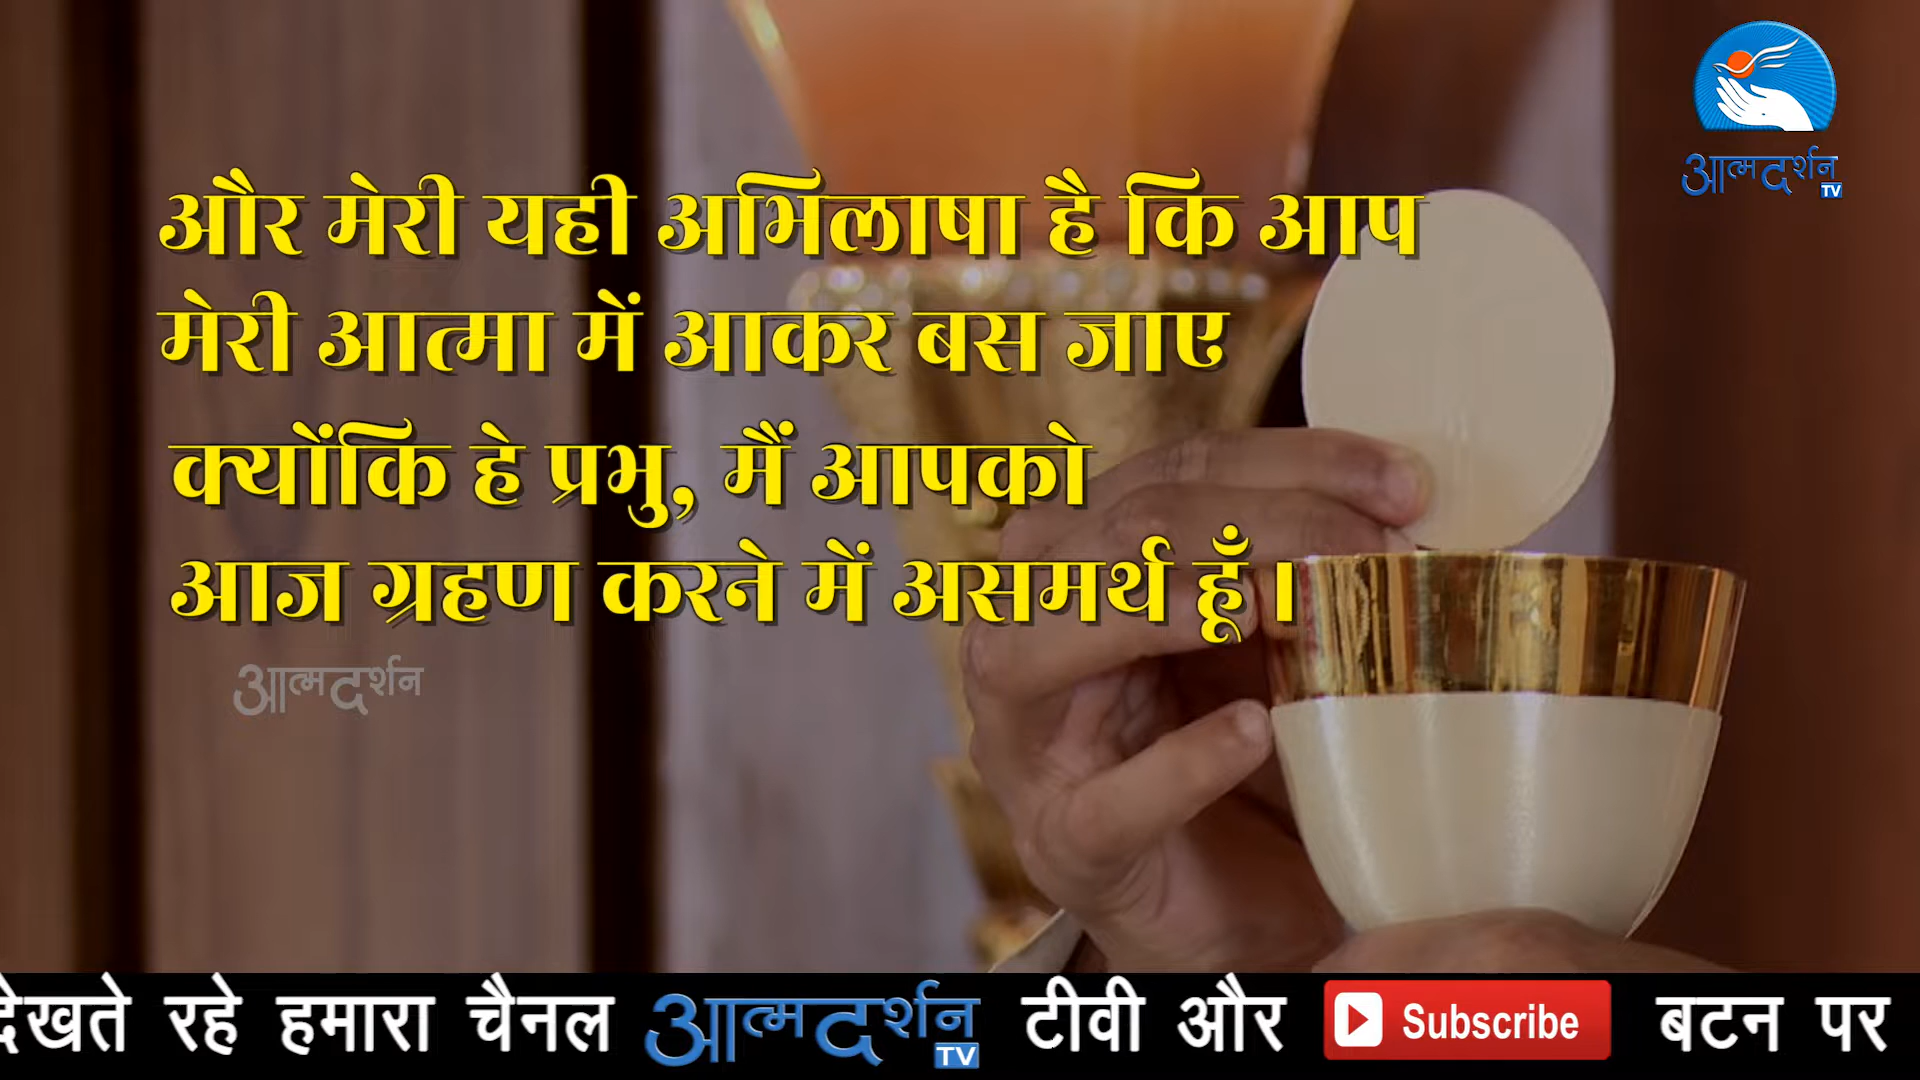 आत्मदर्शन
TV
और मेरी यही अभिलाषा है कि आप
मेरी आत्मा में आकर बस जाए
क्योंकि हे प्रभु, मैं आपको
आज ग्रहण करने में असमर्थ हूँ।
आत्मदर्शन
देखते रहे हमारा चैनल आत्मदर्शन TV टीवी और Subscribe बटन पर